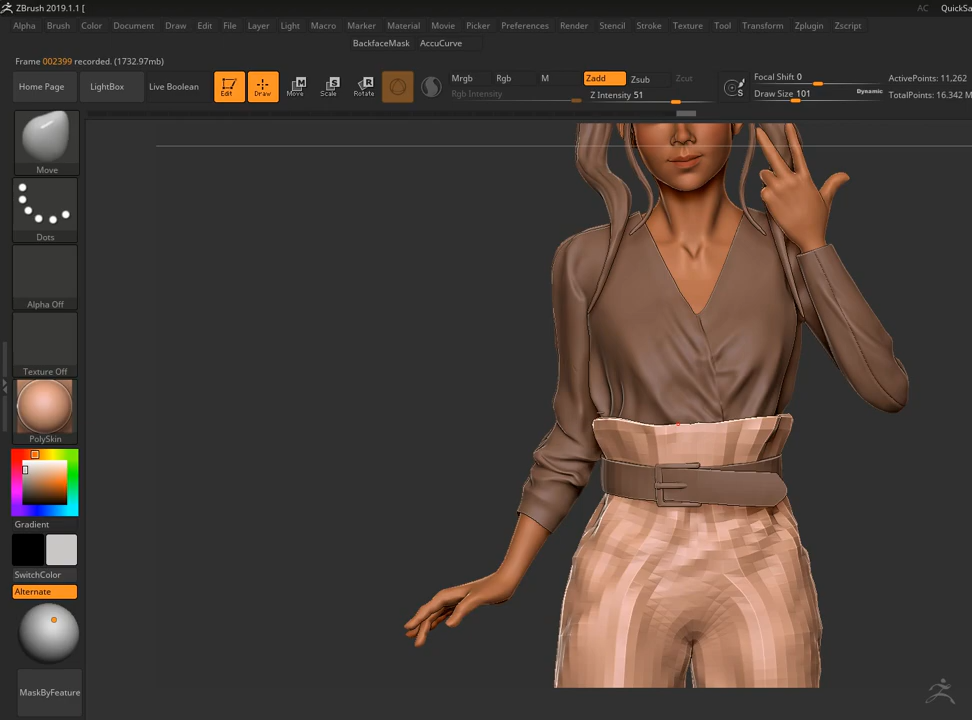 ZBrush 2019.1.1 [ AC QuickSa
Alpha Brush Color Document Draw Edit File Layer Light Macro Marker Material Movie Picker Preferences Render Stencil Stroke Texture Tool Transform Zplugin Zscript
BackfaceMask AccuCurve
Frame 002399 recorded. (1732.97mb)
Mrgb Rgb M Zadd Zsub Zcut Focal Shift 0 ActivePoints: 11,262
Home Page LightBox Live Boolean Edit Draw Move Scale Rotate
Rgb Intensity Z Intensity 51 S Draw Size 101 Dynamic TotalPoints: 16.342 M
Move
Dots
Alpha Off
Texture Off
PolySkin
Gradient
SwitchColor
Alternate
MaskByFeature